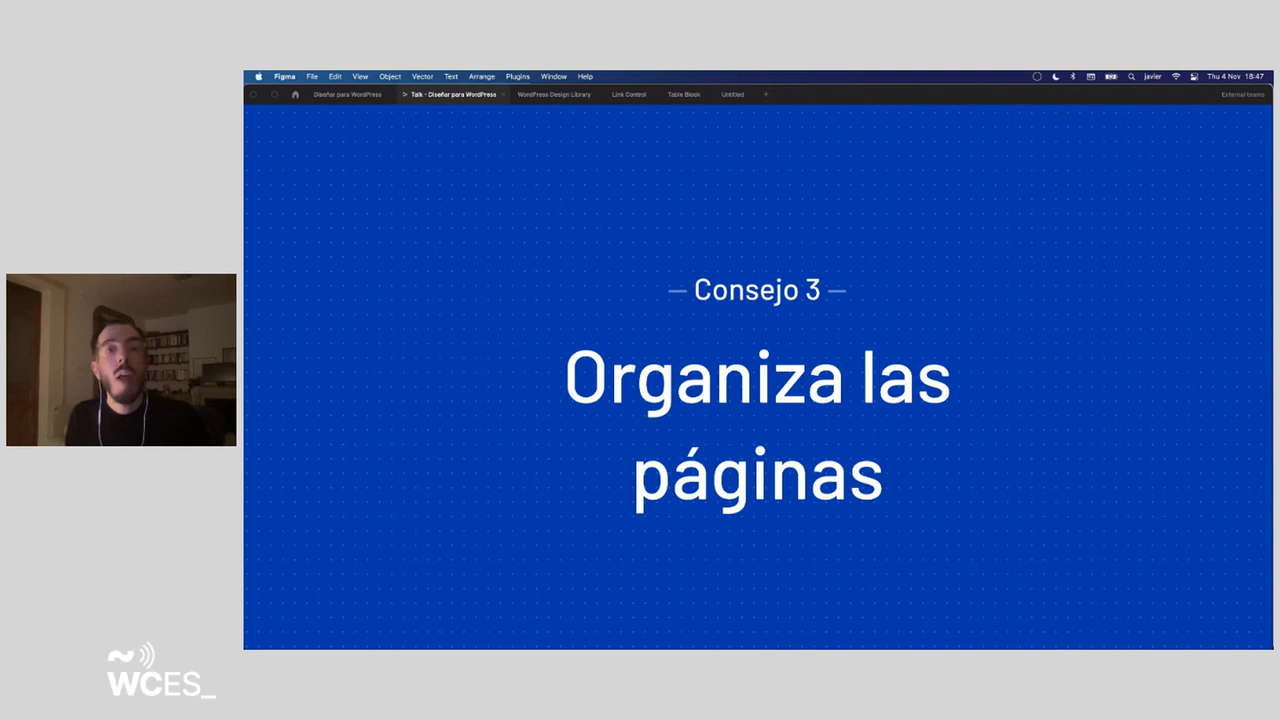 Figma File Edit View Object Vector Text Arrange Plugins Window Help javier Thu 4 Nov 18:47
Diseñar para WordPress Talk - Diseñar para WordPress WordPress Design Library Link Control Table Block Untitled + External teams
— Consejo 3 —
Organiza las
páginas
WCES_